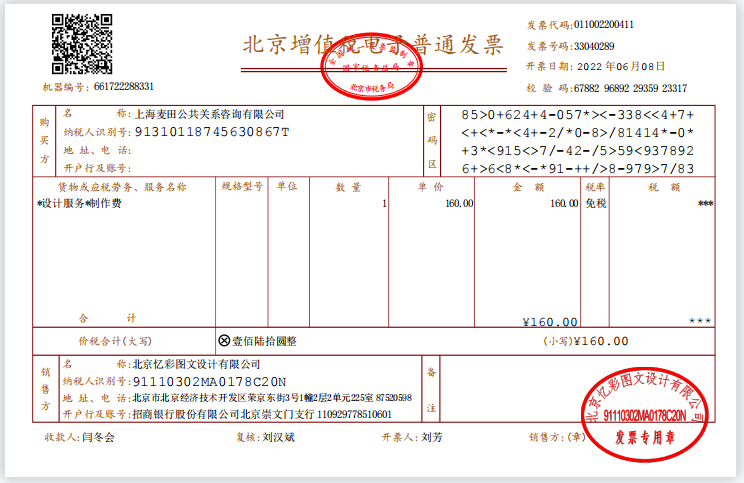 北京增值税电子普通发票
全国统一发票监制章
国家税务总局
北京市税务局
发票代码:011002200411
发票号码:33040289
开票日期:2022年06月08日
校 验 码:67882 96892 29359 23317
机器编号: 661722288331
购买方
名 称:上海麦田公共关系咨询有限公司
纳税人识别号:91310118745630867T
地 址、电 话:
开户行及账号:
密码区
85>0+624+4-057*><-338<<4+7+
<+<*-*<4+-2/*0-8>/81414*-0*
+3*<915<>7/-42-/5>59<937892
6+>6<8*<-*91-++/>8-979>7/83
货物或应税劳务、服务名称 规格型号 单位 数 量 单 价 金 额 税率 税 额
*设计服务*制作费 1 160.00 160.00 免税 ***
合 计 ¥160.00 ***
价税合计(大写) ⊗壹佰陆拾圆整 (小写)¥160.00
销售方
名 称:北京忆彩图文设计有限公司
纳税人识别号:91110302MA0178C20N
地 址、电 话:北京市北京经济技术开发区荣京东街3号1幢2层2单元225室 87520598
开户行及账号:招商银行股份有限公司北京崇文门支行 110929778510601
备注
收款人:闫冬会 复核:刘汉斌 开票人:刘芳 销售方:(章)
北京忆彩图文设计有限公司
91110302MA0178C20N
发票专用章